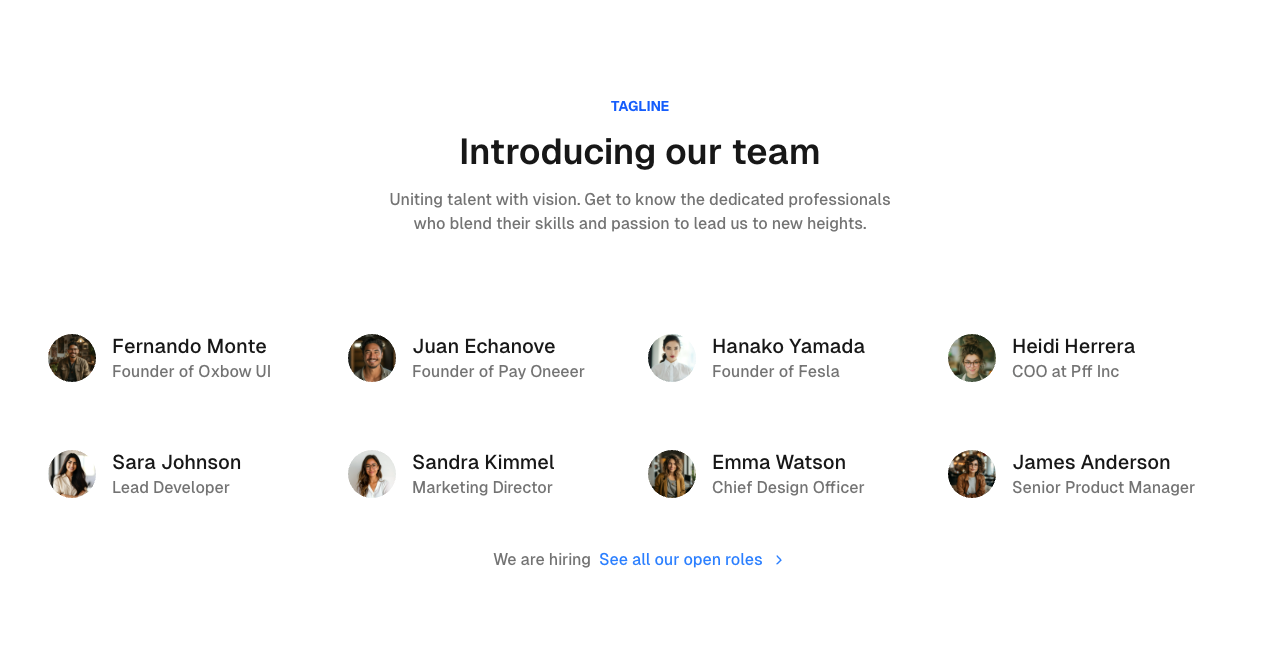 TAGLINE
Introducing our team
Uniting talent with vision. Get to know the dedicated professionals
who blend their skills and passion to lead us to new heights.
Fernando Monte
Founder of Oxbow UI
Juan Echanove
Founder of Pay Oneeer
Hanako Yamada
Founder of Fesla
Heidi Herrera
COO at Pff Inc
Sara Johnson
Lead Developer
Sandra Kimmel
Marketing Director
Emma Watson
Chief Design Officer
James Anderson
Senior Product Manager
We are hiring See all our open roles